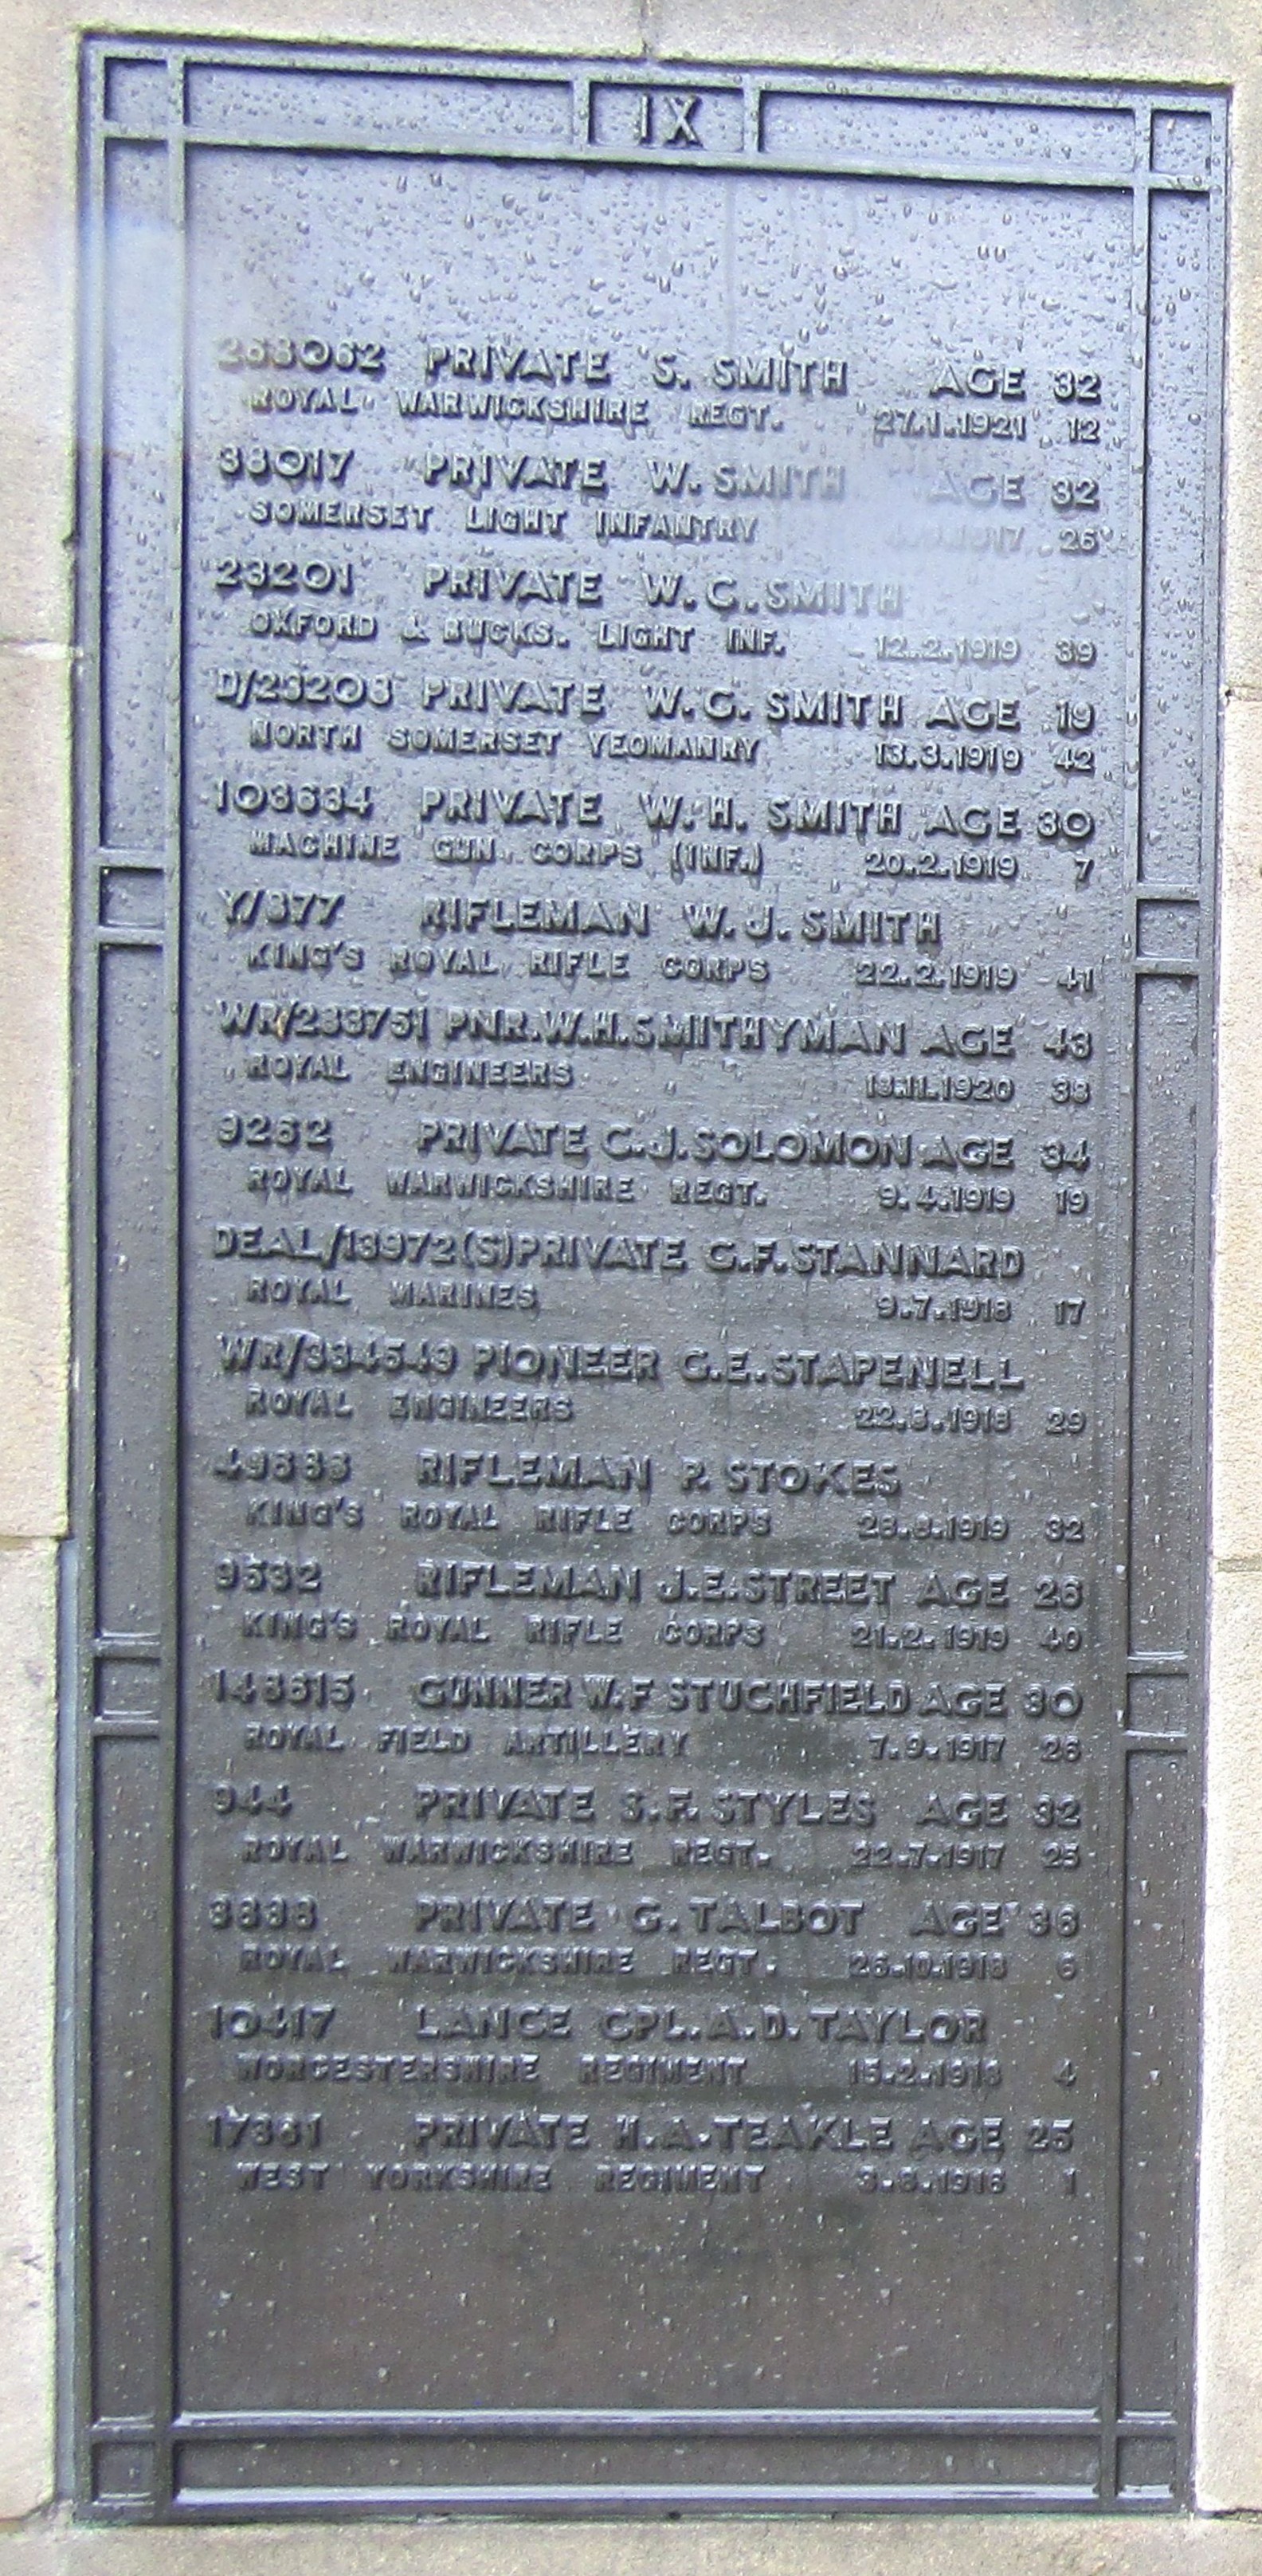 IX
268062 PRIVATE S. SMITH AGE 32
ROYAL WARWICKSHIRE REGT. 27.1.1921 12
38017 PRIVATE W. SMITH AGE 32
SOMERSET LIGHT INFANTRY 26
23201 PRIVATE W. G. SMITH
OXFORD & BUCKS. LIGHT INF. 12.2.1919 39
D/23203 PRIVATE W. G. SMITH AGE 19
NORTH SOMERSET YEOMANRY 13.3.1919 42
103634 PRIVATE W. H. SMITH AGE 30
MACHINE GUN CORPS (INF.) 20.2.1919 7
Y/377 RIFLEMAN W. J. SMITH
KING'S ROYAL RIFLE CORPS 22.2.1919 41
WR/283751 PNR. W. H. SMITHYMAN AGE 43
ROYAL ENGINEERS 38
9262 PRIVATE C. J. SOLOMON AGE 34
ROYAL WARWICKSHIRE REGT. 9.4.1919 19
DEAL/13972(S) PRIVATE G. F. STANNARD
ROYAL MARINES 9.7.1918 17
WR/334549 PIONEER G. E. STAPENELL
ROYAL ENGINEERS 29
RIFLEMAN P. STOKES
KING'S ROYAL RIFLE CORPS 32
9532 RIFLEMAN J. E. STREET AGE 26
KING'S ROYAL RIFLE CORPS 21.2.1919 40
GUNNER W. F STUCHFIELD AGE 30
ROYAL FIELD ARTILLERY 7.9.1917 26
944 PRIVATE S. F. STYLES AGE 32
ROYAL WARWICKSHIRE REGT. 22.7.1917 25
PRIVATE G. TALBOT AGE 36
ROYAL WARWICKSHIRE REGT. 26.10.1918 6
10417 LANCE CPL. A. D. TAYLOR
WORCESTERSHIRE REGIMENT 4
17361 PRIVATE H. A. TEAKLE AGE 25
WEST YORKSHIRE REGIMENT 1